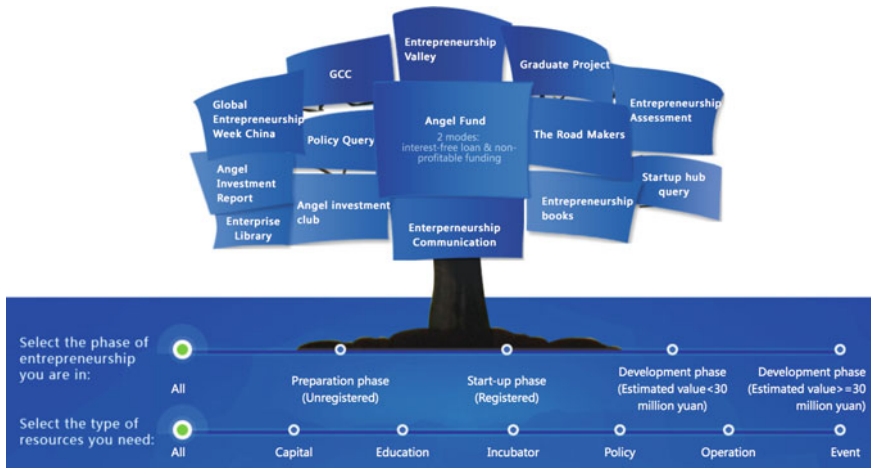 Entrepreneurship
Valley
GCC
Graduate Project
Global
Entrepreneurship
Week China
Policy Query
Angel Fund
2 modes:
interest-free loan & non-
profitable funding
The Road Makers
Entrepreneurship
Assessment
Angel
Investment
Report
Angel investment
club
Enterprise
Library
Enterperneurship
Communication
Entrepreneurship
books
Startup hub
query
Select the phase of
entrepreneurship
you are in:
All
Preparation phase
(Unregistered)
Start-up phase
(Registered)
Development phase
(Estimated value<30
million yuan)
Development phase
(Estimated value>=30
million yuan)
Select the type of
resources you need:
All
Capital
Education
Incubator
Policy
Operation
Event